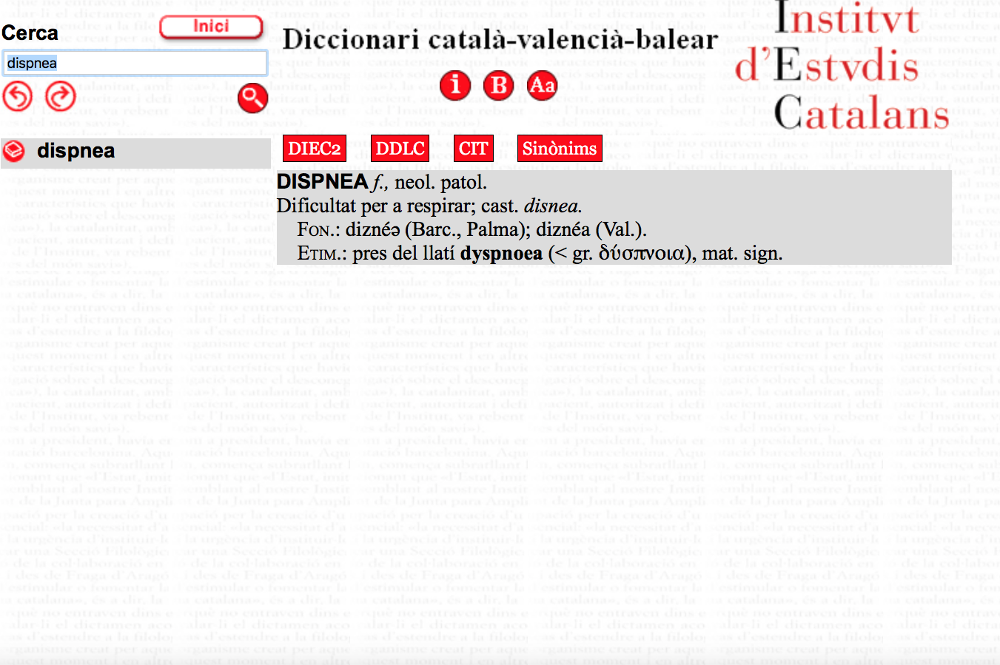 Cerca
Inici
dispnea
Diccionari català-valencià-balear
i B Aa
Institvt
d'Estvdis
Catalans
dispnea
DIEC2 DDLC CIT Sinònims
DISPNEA f., neol. patol.
Dificultat per a respirar; cast. disnea.
FON.: diznéə (Barc., Palma); diznéa (Val.).
ETIM.: pres del llatí dyspnoea (< gr. δύσπνοια), mat. sign.